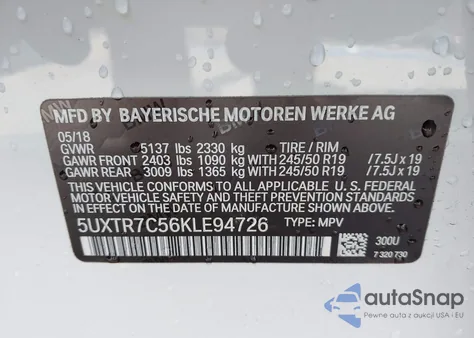 MFD BY BAYERISCHE MOTOREN WERKE AG
05/18
GVWR 5137 lbs 2330 kg TIRE / RIM
GAWR FRONT 2403 lbs 1090 kg WITH 245/50 R19 /7.5J x 19
GAWR REAR 3009 lbs 1365 kg WITH 245/50 R19 /7.5J x 19
THIS VEHICLE CONFORMS TO ALL APPLICABLE U. S. FEDERAL
MOTOR VEHICLE SAFETY, BUMPER, AND THEFT PREVENTION
STANDARDS IN EFFECT ON THE DATE OF MANUFACTURE SHOWN ABOVE.
5UXTR7C56KLE94726 TYPE: MPV
300U
7 320 730
autoSnap
Pewne auta z aukcji USA - EU